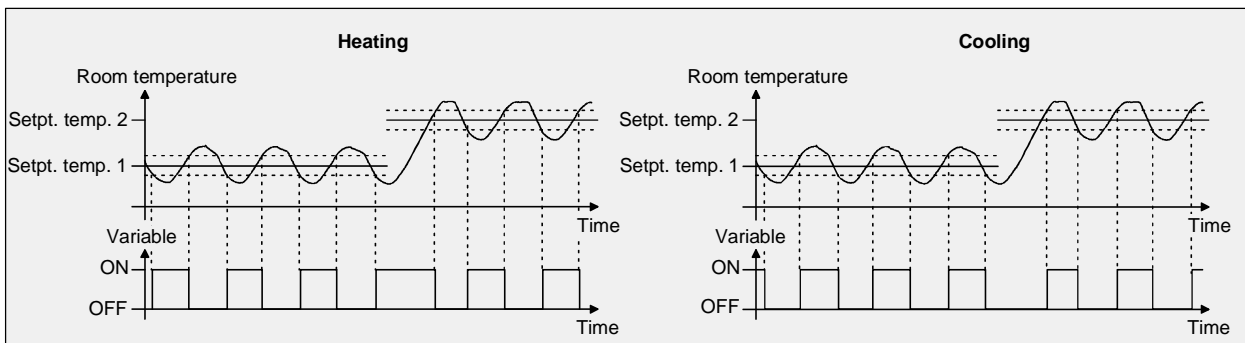 Heating
Room temperature
Setpt. temp. 2
Setpt. temp. 1
Time
Variable
ON
OFF
Time
Cooling
Room temperature
Setpt. temp. 2
Setpt. temp. 1
Time
Variable
ON
OFF
Time